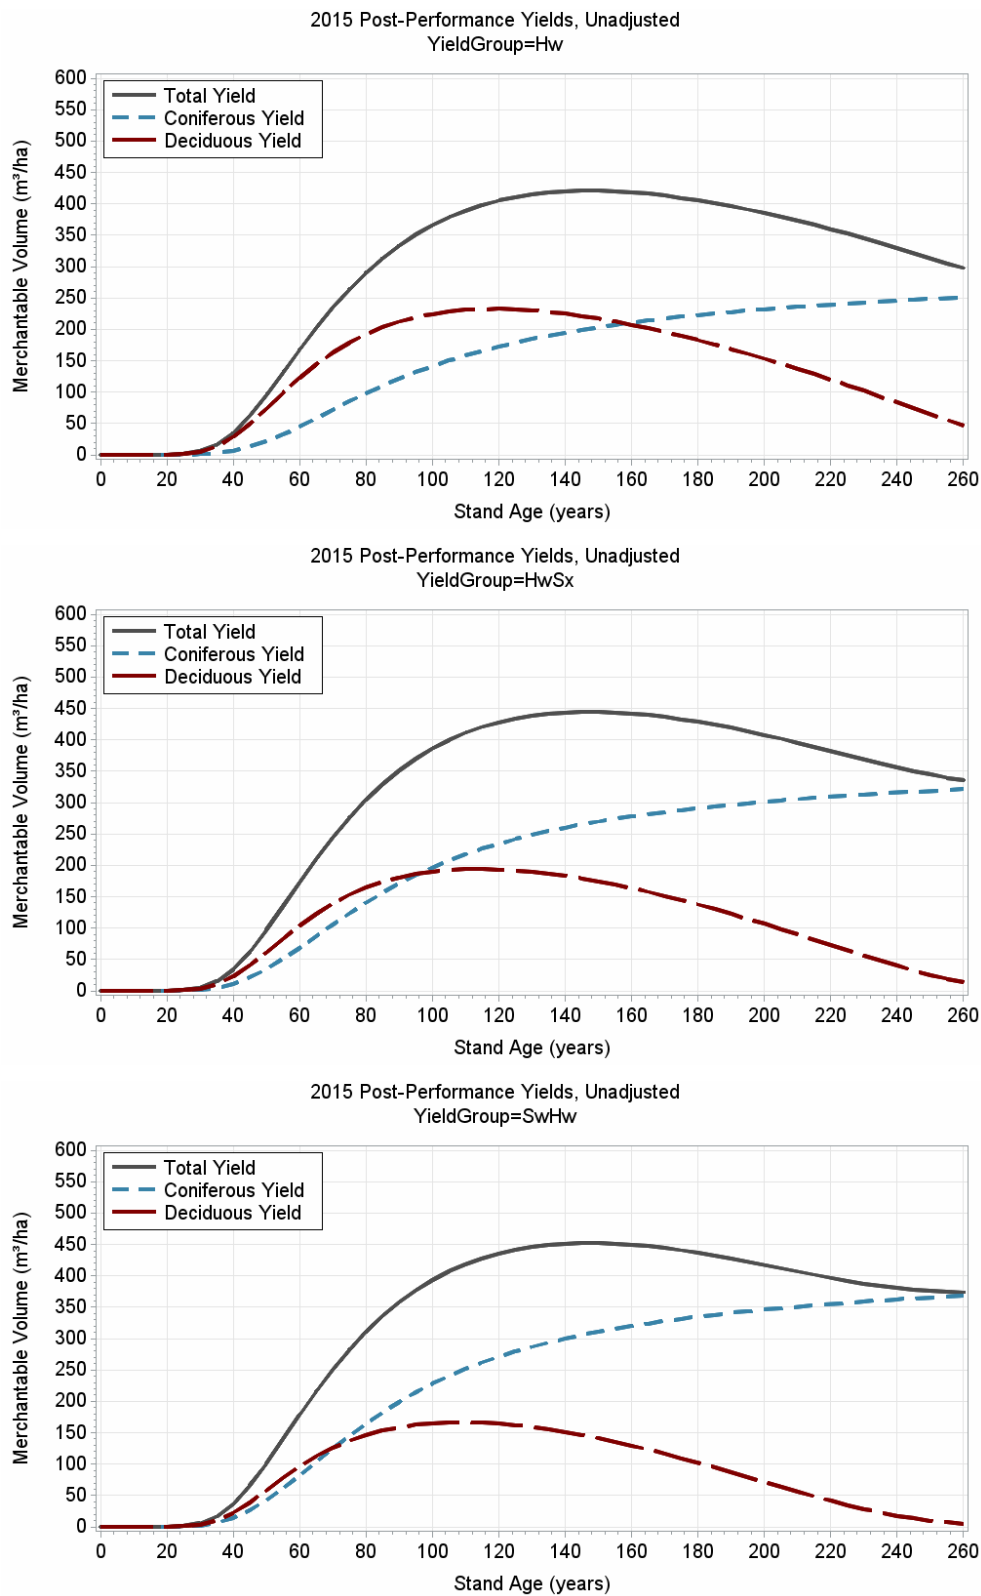 2015 Post-Performance Yields, Unadjusted
YieldGroup=Hw
Total Yield
Coniferous Yield
Deciduous Yield
Merchantable Volume (m³/ha)
600
550
500
450
400
350
300
250
200
150
100
50
0
0 20 40 60 80 100 120 140 160 180 200 220 240 260
Stand Age (years)
2015 Post-Performance Yields, Unadjusted
YieldGroup=HwSx
Total Yield
Coniferous Yield
Deciduous Yield
Merchantable Volume (m³/ha)
600
550
500
450
400
350
300
250
200
150
100
50
0
0 20 40 60 80 100 120 140 160 180 200 220 240 260
Stand Age (years)
2015 Post-Performance Yields, Unadjusted
YieldGroup=SwHw
Total Yield
Coniferous Yield
Deciduous Yield
Merchantable Volume (m³/ha)
600
550
500
450
400
350
300
250
200
150
100
50
0
0 20 40 60 80 100 120 140 160 180 200 220 240 260
Stand Age (years)